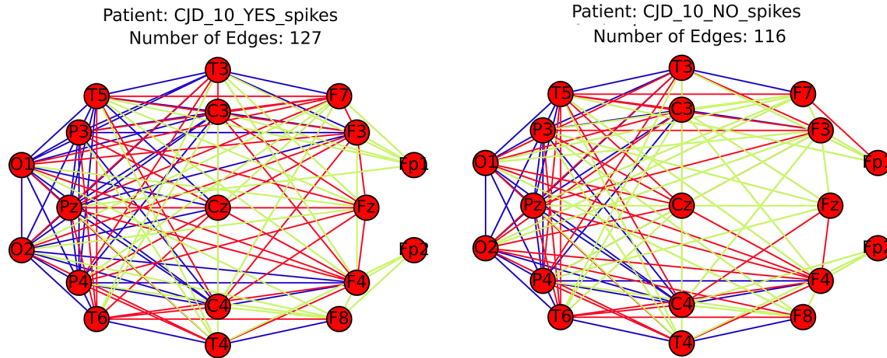 Patient: CJD_10_YES_spikes
Number of Edges: 127
T3
T5
F7
C3
P3
F3
O1
Fp1
Pz
Cz
Fz
O2
Fp2
P4
F4
C4
T6
F8
T4
Patient: CJD_10_NO_spikes
Number of Edges: 116
T3
T5
F7
C3
P3
F3
O1
Fp
Pz
Cz
Fz
O2
Fp2
P4
F4
C4
T6
F8
T4